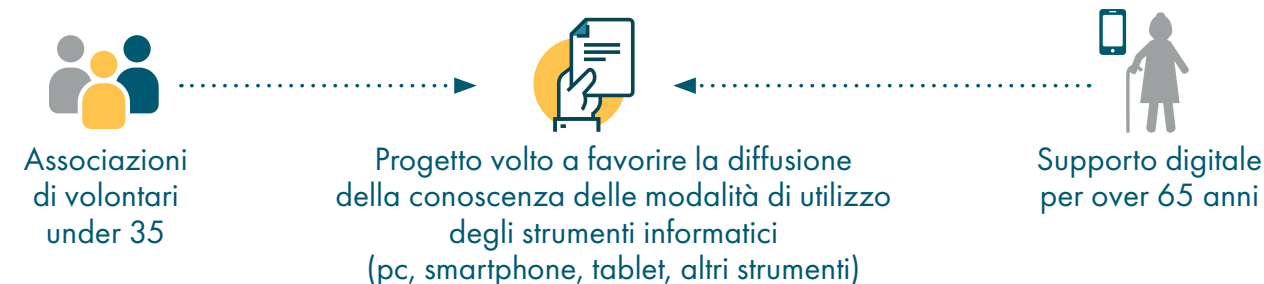 Associazioni
di volontari
under 35
Progetto volto a favorire la diffusione
della conoscenza delle modalità di utilizzo
degli strumenti informatici
(pc, smartphone, tablet, altri strumenti)
Supporto digitale
per over 65 anni